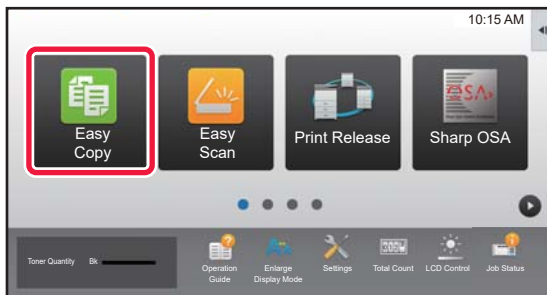 10:15 AM
Easy
Copy
Easy
Scan
Print Release
Sharp OSA
Toner Quantity Bk
Operation
Guide
Enlarge
Display Mode
Settings
Total Count
LCD Control
Job Status